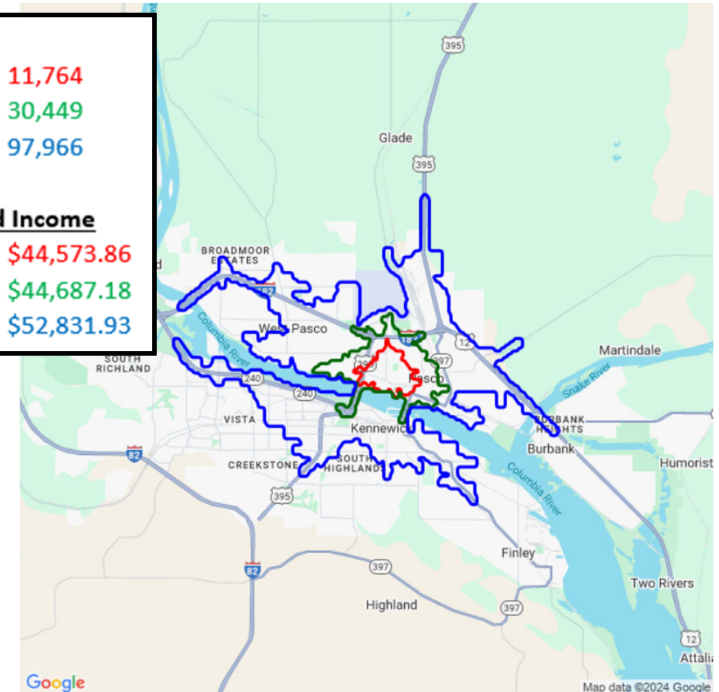 11,764
30,449
97,966
d Income
$44,573.86
$44,687.18
$52,831.93
395
Glade
395
BROADMOOR
ESTATES
182
West Pasco
Columbia River
12
397
Pasco
Martindale
SOUTH
RICHLAND
240
240
Snake River
VISTA
Kennewick
BURBANK
HEIGHTS
Burbank
82
CREEKSTONE
SOUTH
HIGHLANDS
Columbia River
Humorist
395
Finley
82
397
Two Rivers
Highland
397
12
Attalia
Google
Map data ©2024 Google